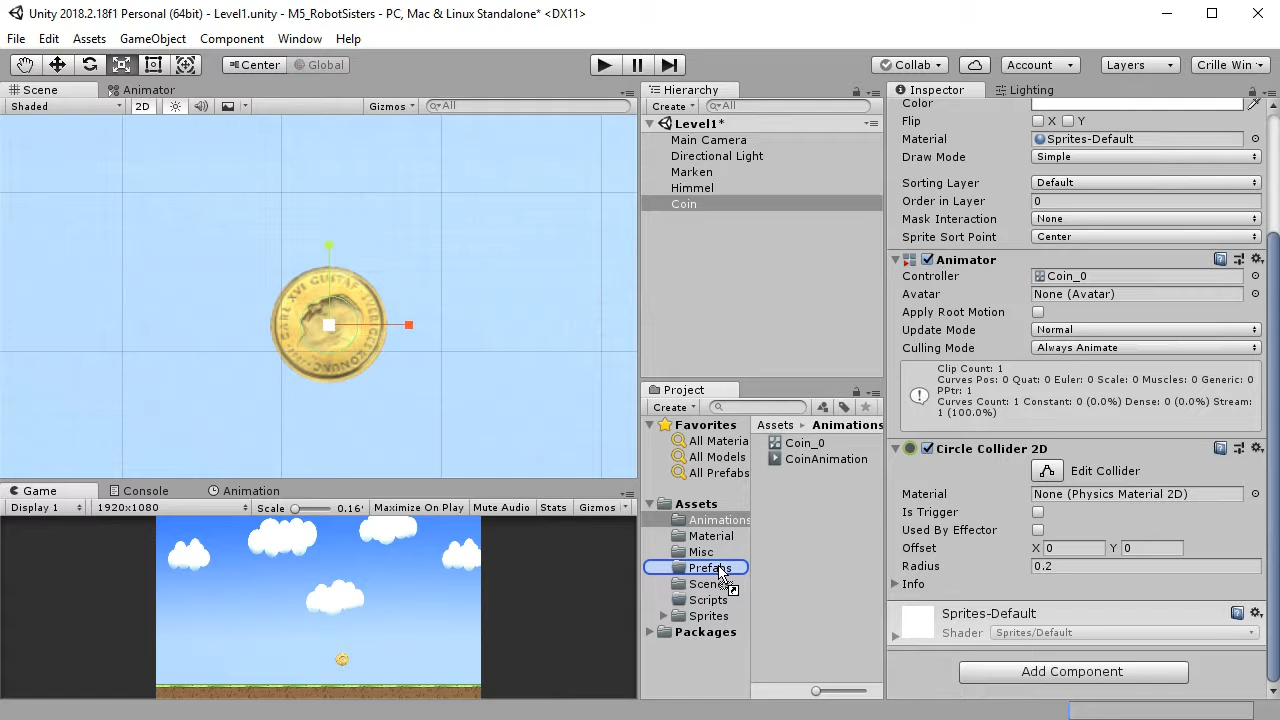 Unity 2018.2.18f1 Personal (64bit) - Level1.unity - M5_RobotSisters - PC, Mac & Linux Standalone* <DX11>
File Edit Assets GameObject Component Window Help
Center Global Collab Account Layers Crille Win
Scene Animator
Shaded 2D Gizmos All
CARL XVI GUSTAF SVERIGES KONUNG
Game Console Animation
Display 1 1920x1080 Scale 0.16 Maximize On Play Mute Audio Stats Gizmos
Hierarchy
Create All
Level1*
Main Camera
Directional Light
Marken
Himmel
Coin
Project
Create
Favorites
All Materia
All Models
All Prefabs
Assets
Animations
Material
Misc
Prefabs
Scenes
Scripts
Sprites
Packages
Assets Animations
Coin_0
CoinAnimation
Inspector Lighting
Color
Flip X Y
Material Sprites-Default
Draw Mode Simple
Sorting Layer Default
Order in Layer 0
Mask Interaction None
Sprite Sort Point Center
Animator
Controller Coin_0
Avatar None (Avatar)
Apply Root Motion
Update Mode Normal
Culling Mode Always Animate
Clip Count: 1
Curves Pos: 0 Quat: 0 Euler: 0 Scale: 0 Muscles: 0 Generic: 0
PPtr: 1
Curves Count: 1 Constant: 0 (0.0%) Dense: 0 (0.0%) Stream:
1 (100.0%)
Circle Collider 2D
Edit Collider
Material None (Physics Material 2D)
Is Trigger
Used By Effector
Offset X 0 Y 0
Radius 0.2
Info
Sprites-Default
Shader Sprites/Default
Add Component